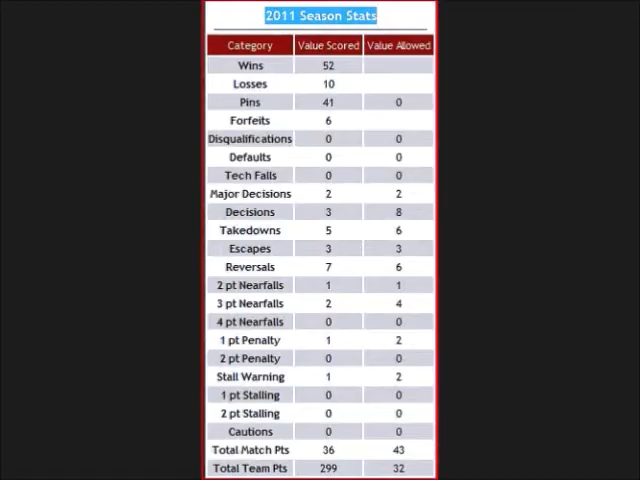 2011 Season Stats
Category Value Scored Value Allowed
Wins 52
Losses 10
Pins 41 0
Forfeits 6
Disqualifications 0 0
Defaults 0 0
Tech Falls 0 0
Major Decisions 2 2
Decisions 3 8
Takedowns 5 6
Escapes 3 3
Reversals 7 6
2 pt Nearfalls 1 1
3 pt Nearfalls 2 4
4 pt Nearfalls 0 0
1 pt Penalty 1 2
2 pt Penalty 0 0
Stall Warning 1 2
1 pt Stalling 0 0
2 pt Stalling 0 0
Cautions 0 0
Total Match Pts 36 43
Total Team Pts 299 32